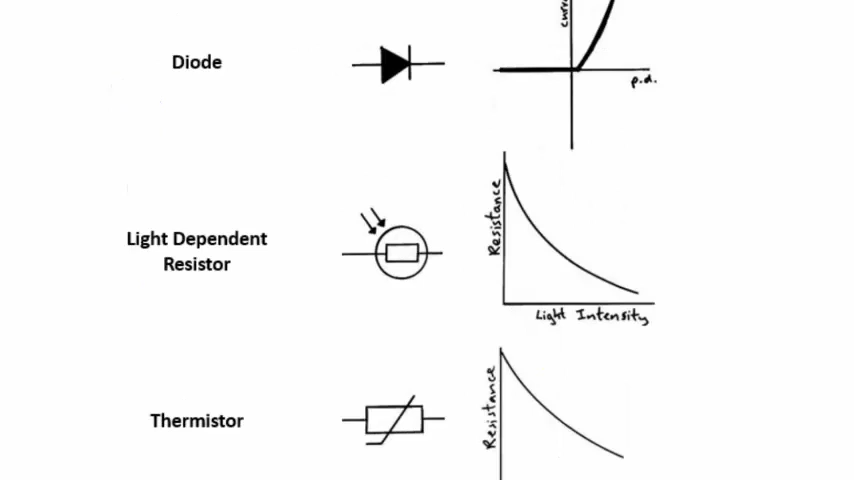 Diode
p.d.
Light Dependent
Resistor
Resistance
Light Intensity
Thermistor
Resistance